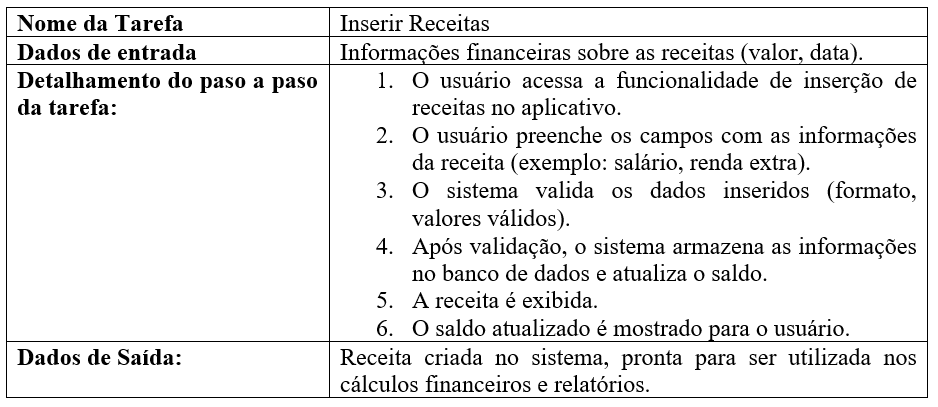 Nome da Tarefa
Inserir Receitas
Dados de entrada
Informações financeiras sobre as receitas (valor, data).
Detalhamento do paso a paso
da tarefa:
1. O usuário acessa a funcionalidade de inserção de
receitas no aplicativo.
2. O usuário preenche os campos com as informações
da receita (exemplo: salário, renda extra).
3. O sistema valida os dados inseridos (formato,
valores válidos).
4. Após validação, o sistema armazena as informações
no banco de dados e atualiza o saldo.
5. A receita é exibida.
6. O saldo atualizado é mostrado para o usuário.
Dados de Saída:
Receita criada no sistema, pronta para ser utilizada nos
cálculos financeiros e relatórios.